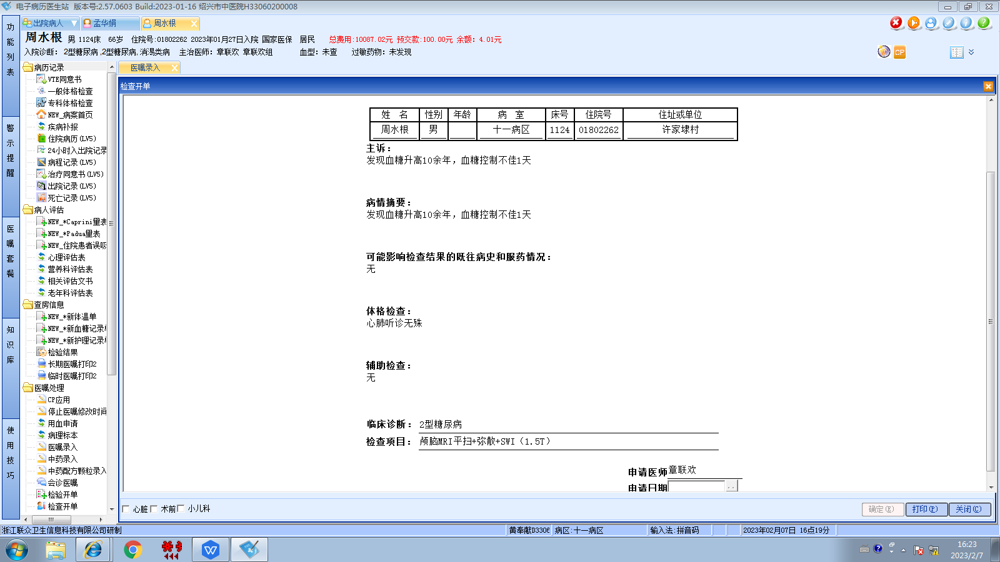 电子病历医生站 版本号:2.57.0603 Build:2023-01-16 绍兴市中医院H33060200008
出院病人 孟华娟 周水根
周水根 男 1124床 66岁 住院号:01802262 2023年01月27日入院 国家医保 居民 总费用:10087.02元 预交款:100.00元 余额: 4.01元
入院诊断: 2型糖尿病 ,2型糖尿病, 消渴类病 主治医师: 章联欢 章联欢组 血型: 未查 过敏药物: 未发现
CP
功能列表
警示提醒
医嘱套餐
知识库
使用技巧
病历记录
VTE同意书
一般体格检查
专科体格检查
NEW_病案首页
疾病补报
住院病历(LV5)
24小时入出院记录
病程记录(LV5)
治疗同意书(LV5)
出院记录(LV5)
死亡记录(LV5)
病人评估
NEW_*Caprini量表
NEW_*Padua量表
NEW_住院患者误吸
心理评估表
营养科评估表
相关评估文书
老年科评估表
查房信息
NEW_*新体温单
NEW_*新血糖记录单
NEW_*新护理记录单
检验结果
长期医嘱打印2
临时医嘱打印2
医嘱处理
CP应用
停止医嘱修改时间
用血申请
病理标本
医嘱录入
中药录入
中药配方颗粒录入
会诊医嘱
检验开单
检查开单
医嘱录入
检查开单
姓 名 性别 年龄 病 室 床号 住院号 住址或单位
周水根 男 十一病区 1124 01802262 许家埭村
主诉:
发现血糖升高10余年, 血糖控制不佳1天
病情摘要:
发现血糖升高10余年, 血糖控制不佳1天
可能影响检查结果的既往病史和服药情况:
无
体格检查:
心肺听诊无殊
辅助检查:
无
临床诊断: 2型糖尿病
检查项目: 颅脑MRI平扫+弥散+SWI (1.5T)
申请医师 章联欢
申请日期 ..
心脏 术前 小儿科
确定(E) 打印(P) 关闭(C)
浙江联众卫生信息科技有限公司研制 黄奉献D3306 病区:十一病区 输入法:拼音码 2023年02月07日 16点19分
16:23
2023/2/7